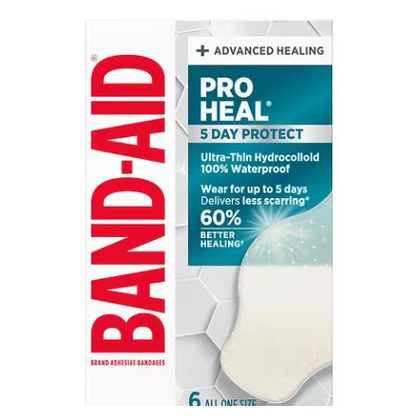 + ADVANCED HEALING
BAND-AID®
BRAND ADHESIVE BANDAGES
PRO
HEAL®
5 DAY PROTECT
Ultra-Thin Hydrocolloid
100% Waterproof
Wear for up to 5 days
Delivers less scarring*
60%
BETTER
HEALING†
6 ALL ONE SIZE